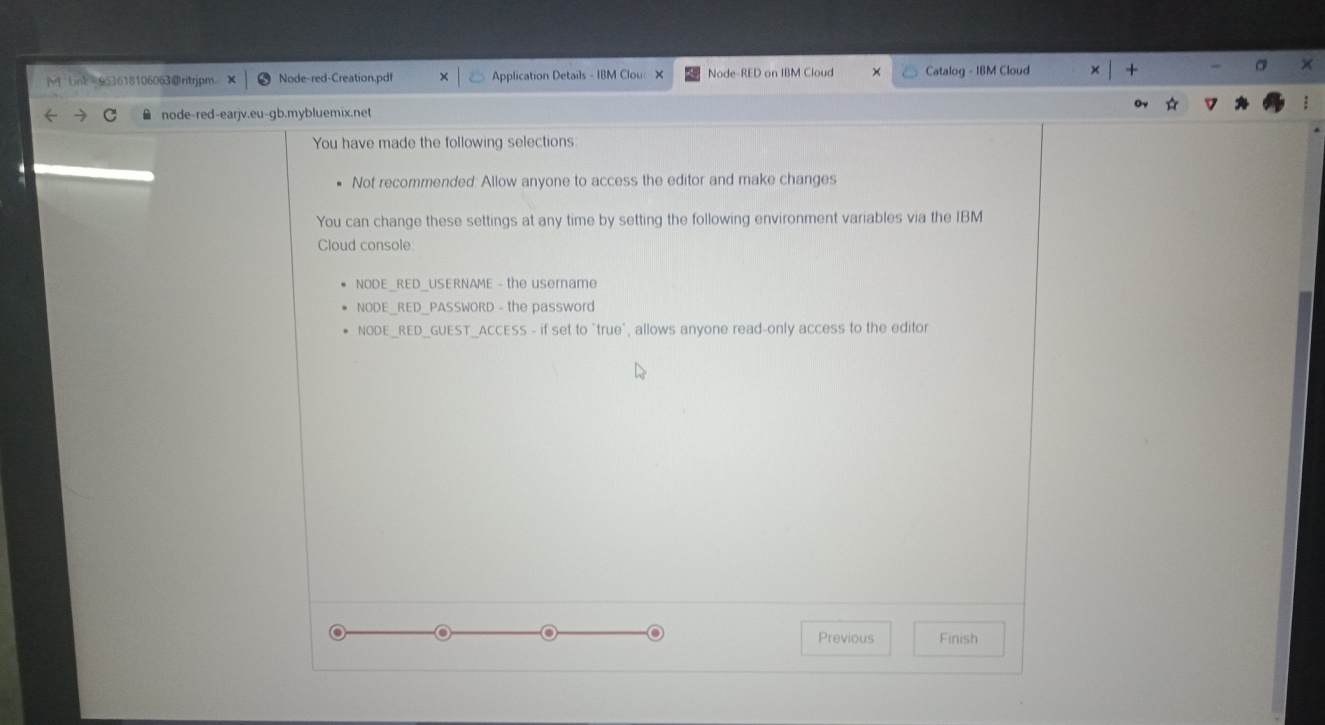 Link - 953618106063@ritrjpm.
Node-red-Creation.pdf
Application Details - IBM Clou
Node-RED on IBM Cloud
Catalog - IBM Cloud
node-red-earjv.eu-gb.mybluemix.net
You have made the following selections:
• Not recommended: Allow anyone to access the editor and make changes
You can change these settings at any time by setting the following environment variables via the IBM
Cloud console:
• NODE_RED_USERNAME - the username
• NODE_RED_PASSWORD - the password
• NODE_RED_GUEST_ACCESS - if set to `true`, allows anyone read-only access to the editor
Previous
Finish